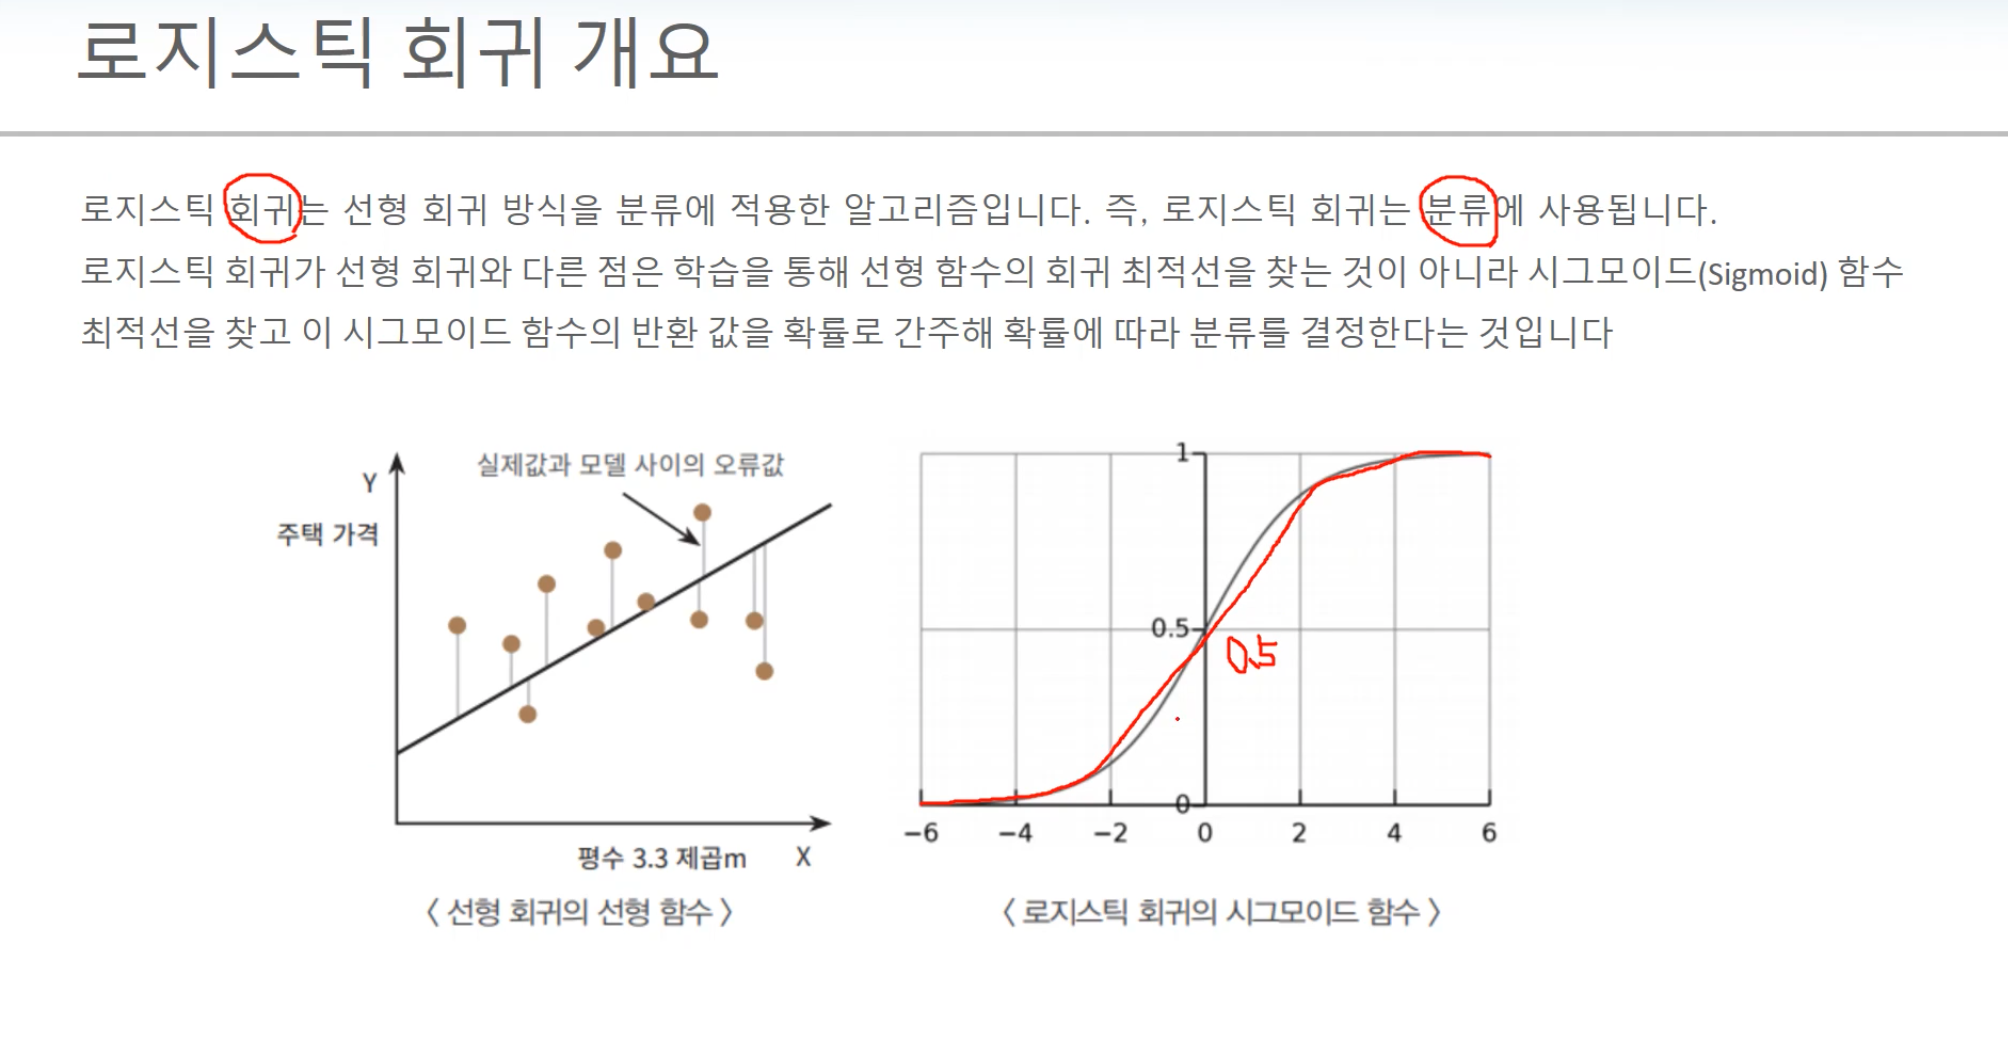 로지스틱 회귀 개요
로지스틱 회귀는 선형 회귀 방식을 분류에 적용한 알고리즘입니다. 즉, 로지스틱 회귀는 분류에 사용됩니다.
로지스틱 회귀가 선형 회귀와 다른 점은 학습을 통해 선형 함수의 회귀 최적선을 찾는 것이 아니라 시그모이드(Sigmoid) 함수
최적선을 찾고 이 시그모이드 함수의 반환 값을 확률로 간주해 확률에 따라 분류를 결정한다는 것입니다
실제값과 모델 사이의 오류값
Y
주택 가격
평수 3.3 제곱m
X
〈 선형 회귀의 선형 함수 〉
1
0.5
0.5
0
−6 −4 −2 0 2 4 6
〈 로지스틱 회귀의 시그모이드 함수 〉